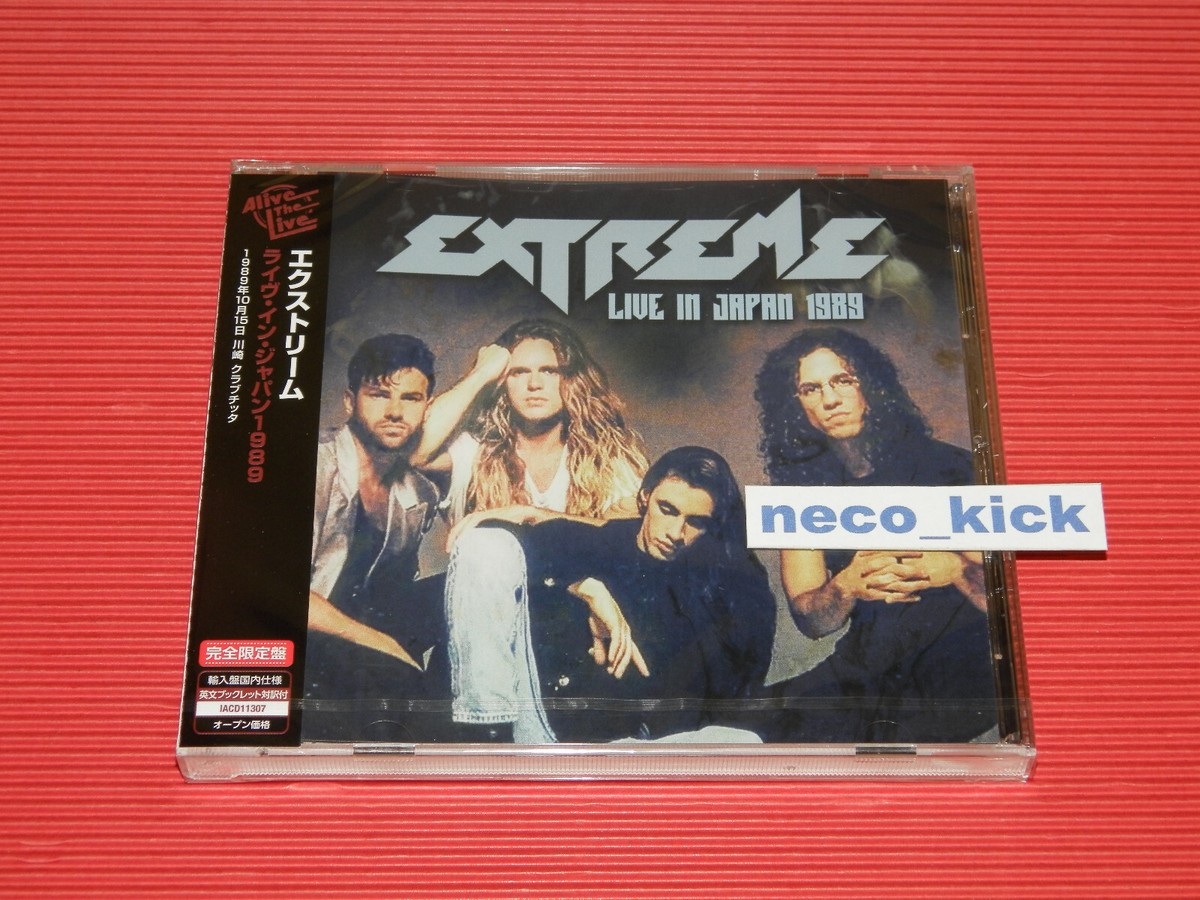 Alive
The
Live!
エクストリーム
ライヴ・イン・ジャパン1989
1989年10月15日 川崎 クラブチッタ
完全限定盤
輸入盤国内仕様
英文ブックレット対訳付
IACD11307
オープン価格
EXTREME
LIVE IN JAPAN 1989
neco_kick